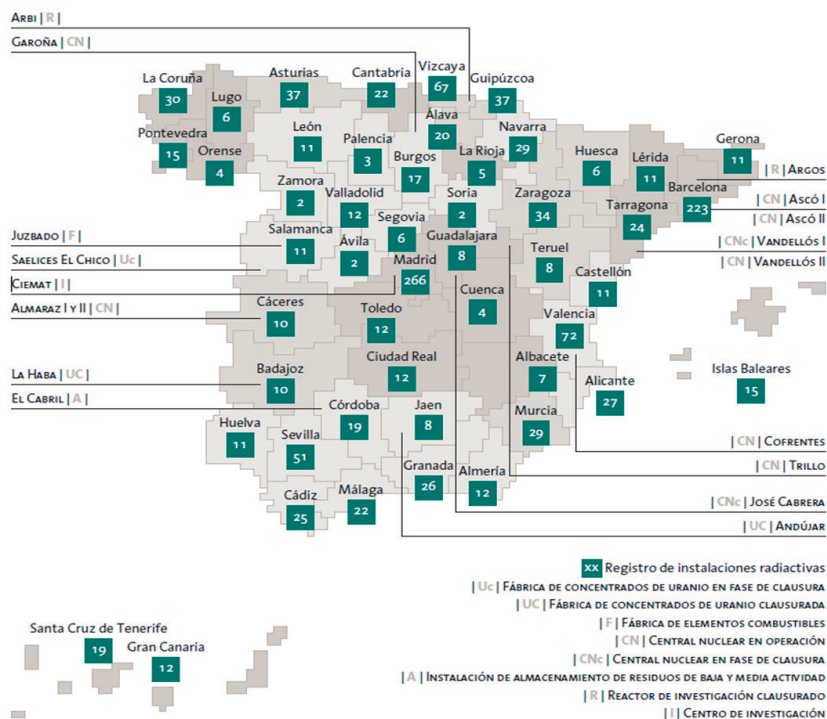 ARBI | R |
GAROÑA | CN |
La Coruña
30
Lugo
6
Asturias
37
Cantabria
22
Vizcaya
67
Guipúzcoa
37
Pontevedra
15
Orense
4
León
11
Palencia
3
Burgos
17
Álava
20
La Rioja
5
Navarra
29
Huesca
6
Lérida
11
Gerona
11
Barcelona
223
Tarragona
24
Zaragoza
34
Teruel
8
Zamora
2
Valladolid
12
Soria
2
Segovia
6
Salamanca
11
Ávila
2
Madrid
266
Guadalajara
8
Cuenca
4
Castellón
11
Valencia
72
Cáceres
10
Toledo
12
Ciudad Real
12
Badajoz
10
Albacete
7
Alicante
27
Murcia
29
Islas Baleares
15
Huelva
11
Sevilla
51
Córdoba
19
Jaen
8
Granada
26
Almería
12
Cádiz
25
Málaga
22
JUZBADO | F |
SAELICES EL CHICO | Uc |
CIEMAT | I |
ALMARAZ I Y II | CN |
LA HABA | UC |
EL CABRIL | A |
| R | ARGOS
| CN | ASCÓ I
| CN | ASCÓ II
| CNc | VANDELLÓS I
| CN | VANDELLÓS II
| CN | COFRENTES
| CN | TRILLO
| CNc | JOSÉ CABRERA
| UC | ANDÚJAR
Santa Cruz de Tenerife
19
Gran Canaria
12
xx Registro de instalaciones radiactivas
| Uc | FÁBRICA DE CONCENTRADOS DE URANIO EN FASE DE CLAUSURA
| UC | FÁBRICA DE CONCENTRADOS DE URANIO CLAUSURADA
| F | FÁBRICA DE ELEMENTOS COMBUSTIBLES
| CN | CENTRAL NUCLEAR EN OPERACIÓN
| CNc | CENTRAL NUCLEAR EN FASE DE CLAUSURA
| A | INSTALACIÓN DE ALMACENAMIENTO DE RESIDUOS DE BAJA Y MEDIA ACTIVIDAD
| R | REACTOR DE INVESTIGACIÓN CLAUSURADO
| I | CENTRO DE INVESTIGACIÓN